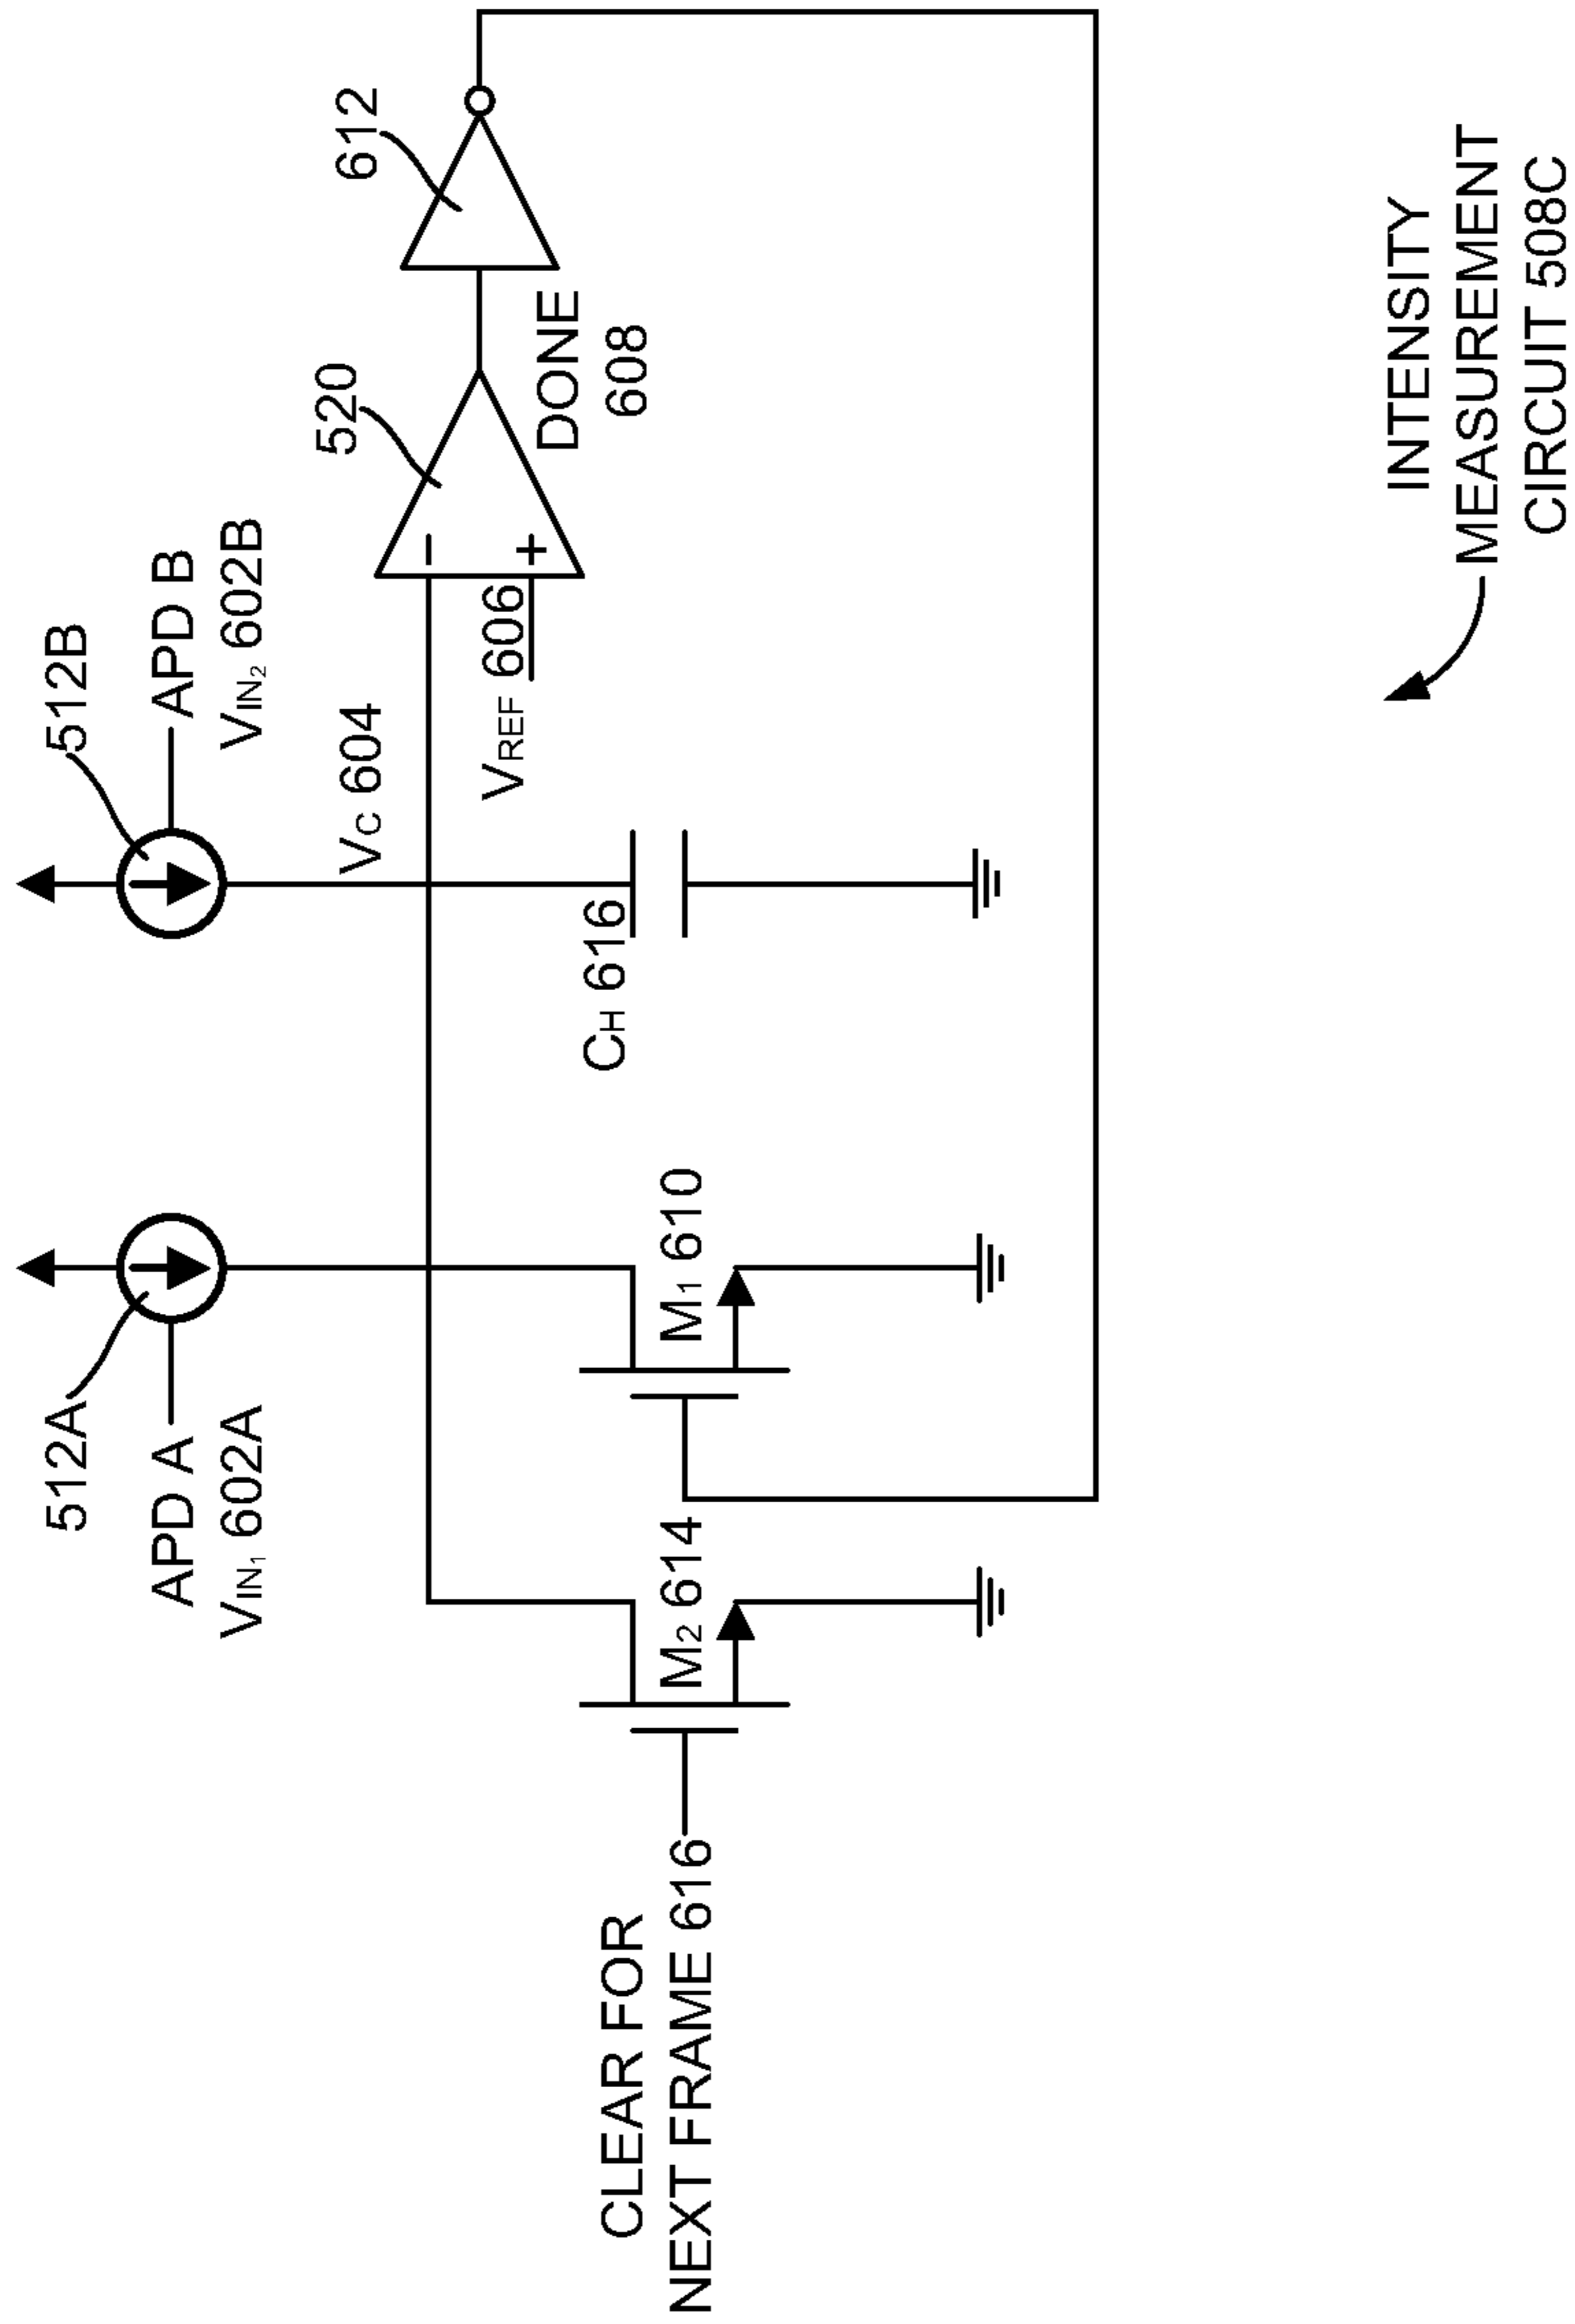 512A
512B
APD A
VIN1 602A
APD B
VIN2 602B
612
520
VC 604
CLEAR FOR
NEXT FRAME 616
M2 614
M1 610
CH 616
VREF 606
−
+
DONE
608
INTENSITY
MEASUREMENT
CIRCUIT 508C